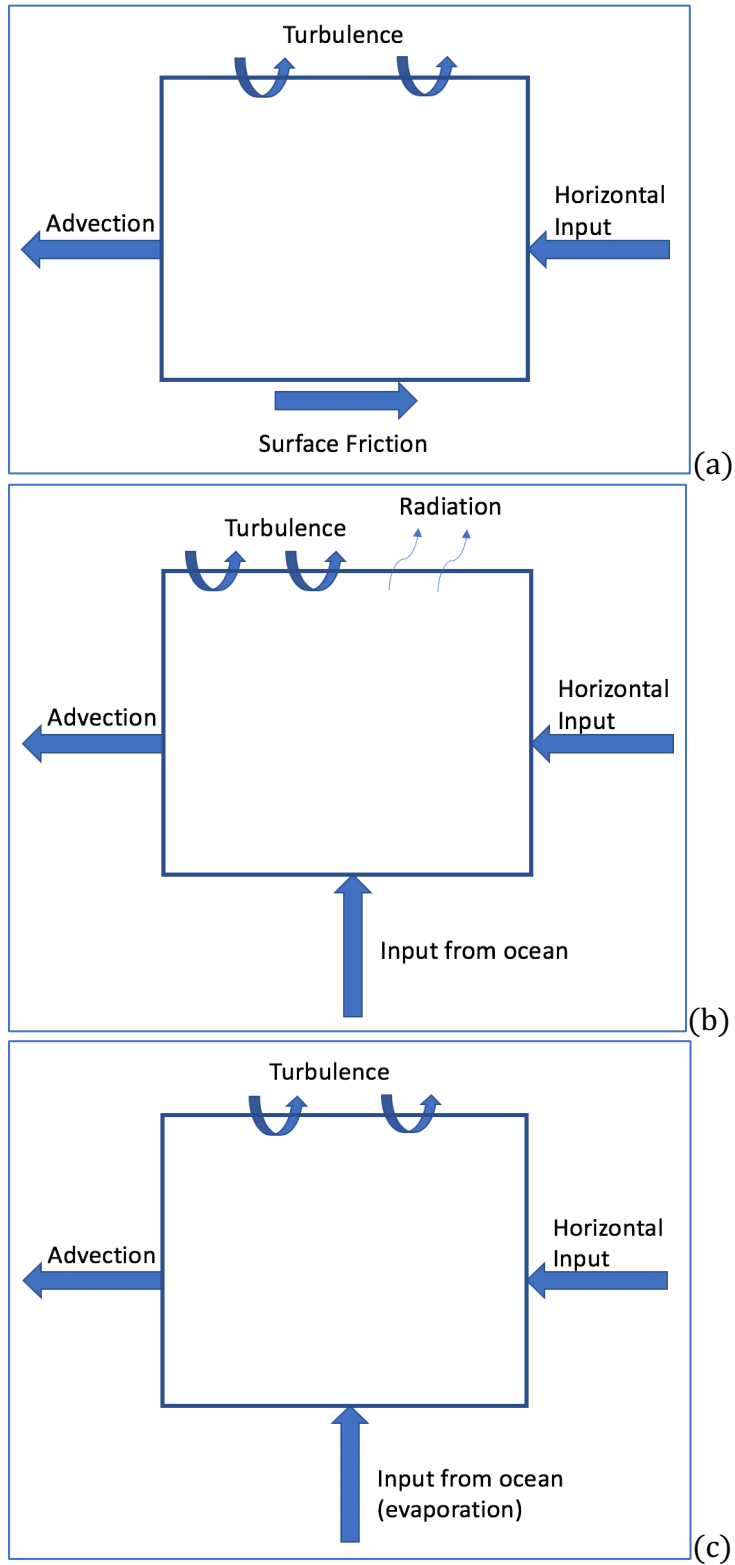 Turbulence
Advection
Horizontal
Input
Surface Friction
(a)
Radiation
Turbulence
Horizontal
Input
Advection
Input from ocean
(b)
Turbulence
Horizontal
Input
Advection
Input from ocean
(evaporation)
(c)